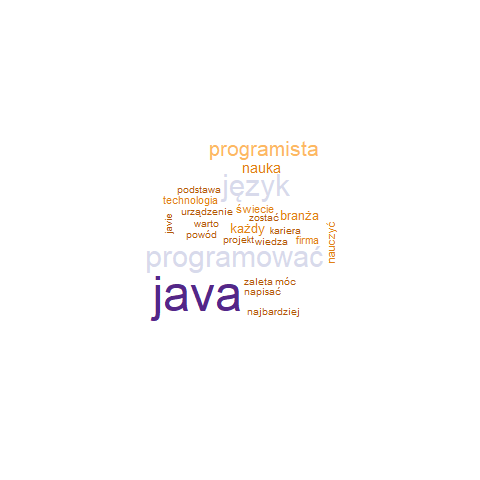 programista
nauka
język
podstawa
technologia
urządzenie świecie
zostać branża
javie
warto
każdy kariera
powód
projekt wiedza firma
nauczyć
programować
java
zaleta móc
napisać
najbardziej